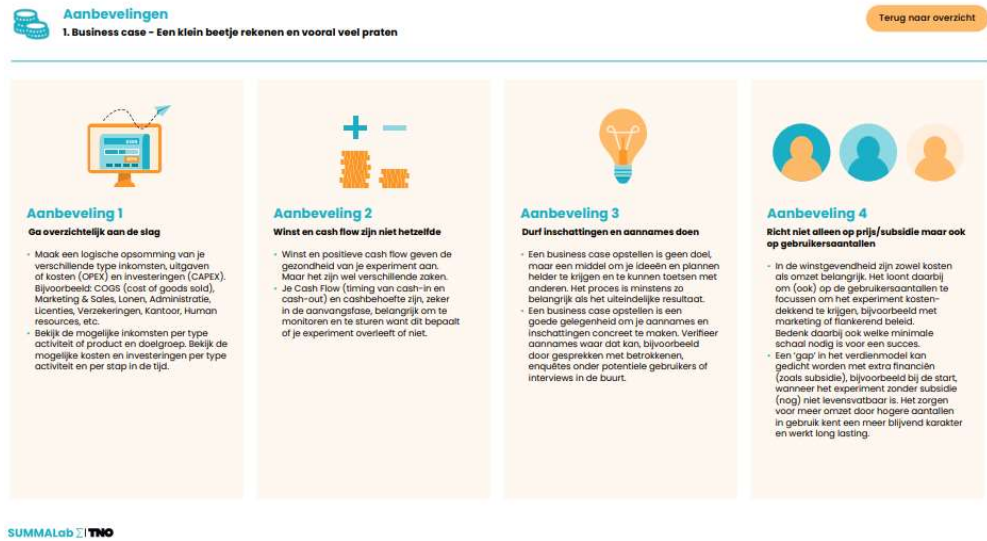 Aanbevelingen
1. Business case - Een klein beetje rekenen en vooral veel praten
Terug naar overzicht
Aanbeveling 1
Ga overzichtelijk aan de slag
- Maak een logische opsomming van je
verschillende type inkomsten, uitgaven
of kosten (OPEX) en investeringen (CAPEX).
Bijvoorbeeld: COGS (cost of goods sold),
Marketing & Sales, Lonen, Administratie,
Licenties, Verzekeringen, Kantoor, Human
resources, etc.
- Bekijk de mogelijke inkomsten per type
activiteit of product en doelgroep. Bekijk de
mogelijke kosten en investeringen per type
activiteit en per stap in de tijd.
Aanbeveling 2
Winst en cash flow zijn niet hetzelfde
- Winst en positieve cash flow geven de
gezondheid van je experiment aan.
Maar het zijn wel verschillende zaken.
- Je Cash Flow (timing van cash-in en
cash-out) en cashbehoefte zijn, zeker
in de aanvangsfase, belangrijk om te
monitoren en te sturen want dit bepaalt
of je experiment overleeft of niet.
Aanbeveling 3
Durf inschattingen en aannames doen
- Een business case opstellen is geen doel,
maar een middel om je ideeën en plannen
helder te krijgen en te kunnen toetsen met
anderen. Het proces is minstens zo
belangrijk als het uiteindelijke resultaat.
- Een business case opstellen is een
goede gelegenheid om je aannames en
inschattingen concreet te maken. Verifieer
aannames waar dat kan, bijvoorbeeld
door gesprekken met betrokkenen,
enquêtes onder potentiele gebruikers of
interviews in de buurt.
Aanbeveling 4
Richt niet alleen op prijs/subsidie maar ook
op gebruikersaantallen
- In de winstgevendheid zijn zowel kosten
als omzet belangrijk. Het loont daarbij
om (ook) op de gebruikersaantallen te
focussen om het experiment kosten-
dekkend te krijgen, bijvoorbeeld met
marketing of flankerend beleid.
Bedenk daarbij ook welke minimale
schaal nodig is voor een succes.
- Een 'gap' in het verdienmodel kan
gedicht worden met extra financiën
(zoals subsidie), bijvoorbeeld bij de start,
wanneer het experiment zonder subsidie
(nog) niet levensvatbaar is. Het zorgen
voor meer omzet door hogere aantallen
in gebruik kent een meer blijvend karakter
en werkt long lasting.
SUMMALab Σ | TNO